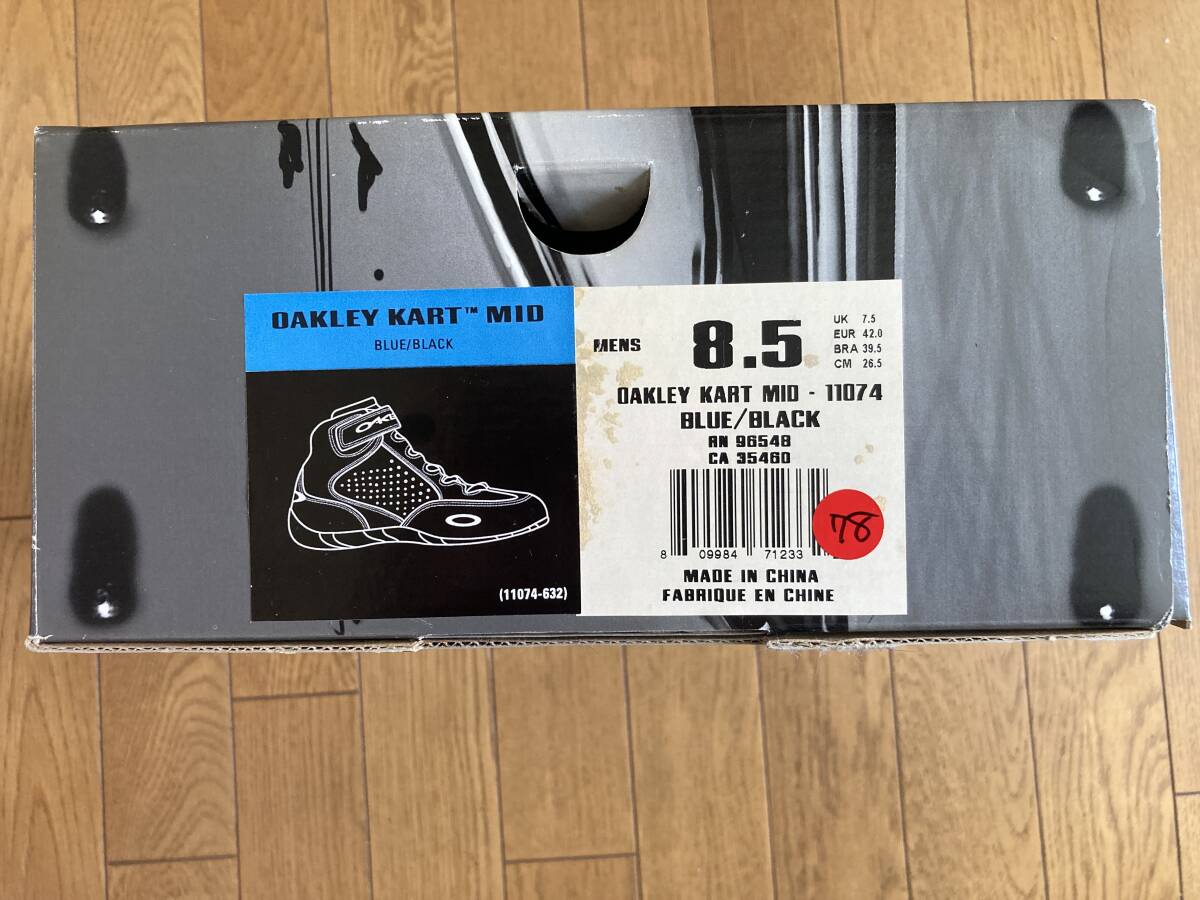 OAKLEY KART™ MID
BLUE/BLACK
(11074-632)
MENS 8.5
UK 7.5
EUR 42.0
BRA 39.5
CM 26.5
OAKLEY KART MID - 11074
BLUE/BLACK
RN 96548
CA 35460
8 09984 71233
78
MADE IN CHINA
FABRIQUE EN CHINE